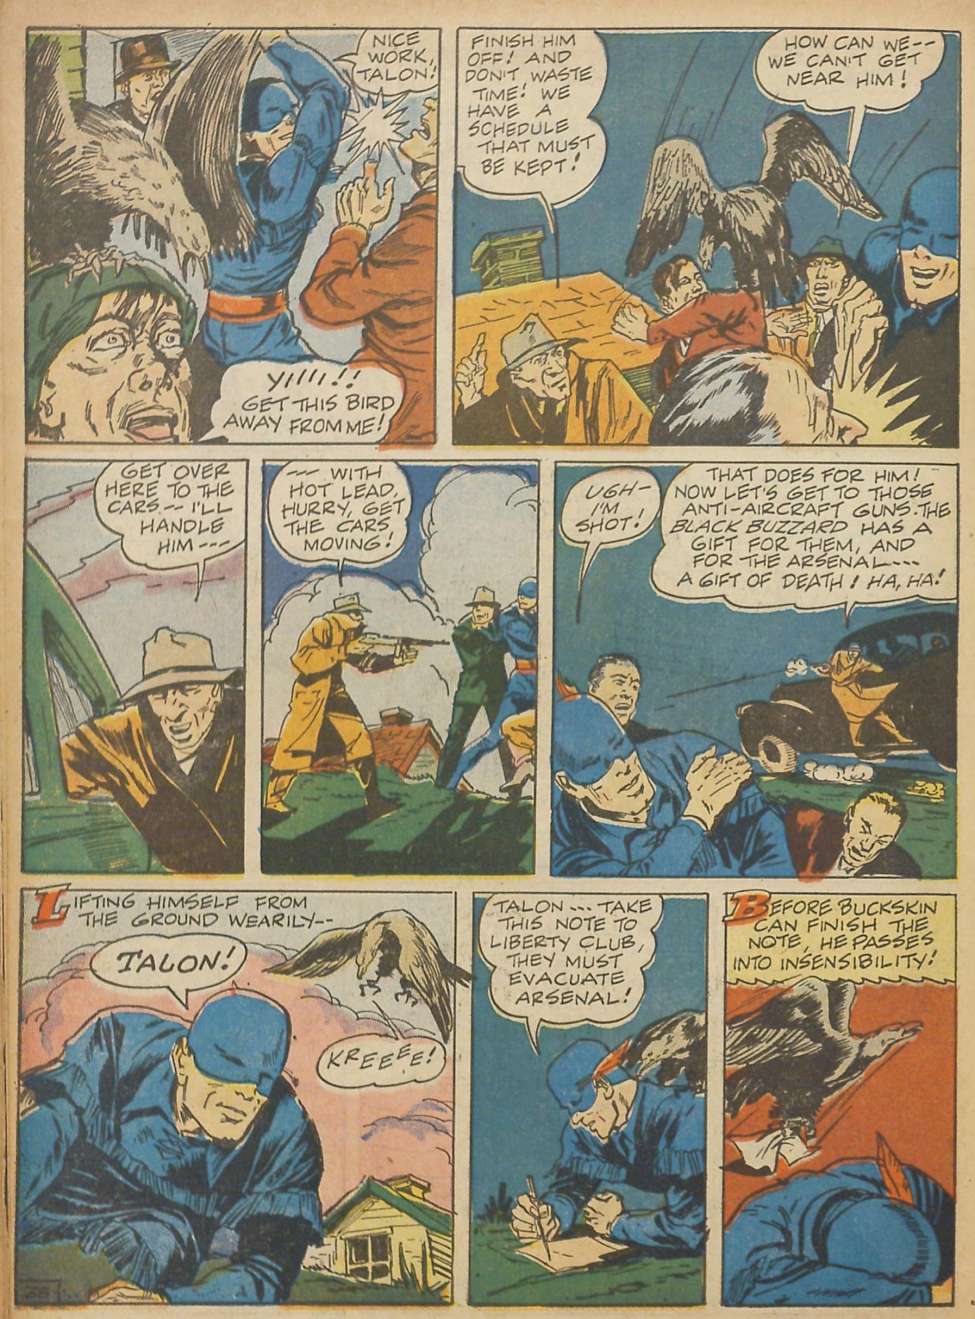 NICE
WORK,
TALON!
YIIII!!
GET THIS BIRD
AWAY FROM ME!
FINISH HIM
OFF! AND
DON'T WASTE
TIME! WE
HAVE A
SCHEDULE
THAT MUST
BE KEPT!
HOW CAN WE--
WE CAN'T GET
NEAR HIM!
GET OVER
HERE TO THE
CARS-- I'LL
HANDLE
HIM ---
--- WITH
HOT LEAD,
HURRY, GET
THE CARS
MOVING!
UGH-
I'M
SHOT!
THAT DOES FOR HIM!
NOW LET'S GET TO THOSE
ANTI-AIRCRAFT GUNS. THE
BLACK BUZZARD HAS A
GIFT FOR THEM, AND
FOR THE ARSENAL----
A GIFT OF DEATH! HA, HA!
LIFTING HIMSELF FROM
THE GROUND WEARILY--
TALON!
KREEEE!
TALON --- TAKE
THIS NOTE TO
LIBERTY CLUB,
THEY MUST
EVACUATE
ARSENAL!
BEFORE BUCKSKIN
CAN FINISH THE
NOTE, HE PASSES
INTO INSENSIBILITY!